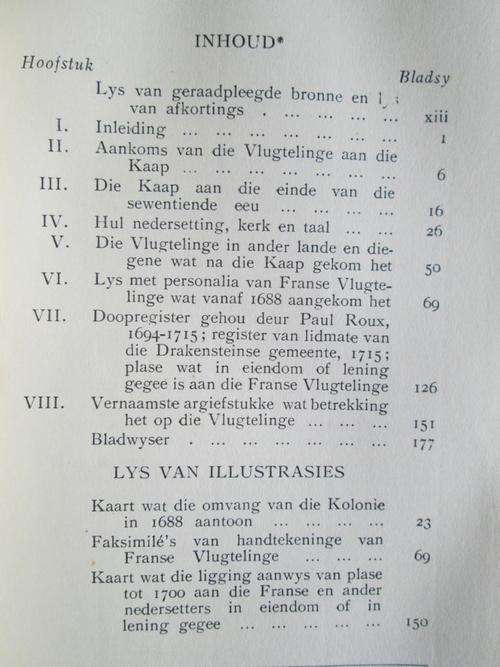 INHOUD*
Hoofstuk
Bladsy
Lys van geraadpleegde bronne en
van afkortings . ... ... ... ... xiii
I. Inleiding ... ... ... ... ... ... ... 1
II. Aankoms van die Vlugtelinge aan die
Kaap ... ... ... ... ... ... ... 6
III. Die Kaap aan die einde van die
sewentiende eeu ... ... ... ... 16
IV. Hul nedersetting, kerk en taal ... ... 26
V. Die Vlugtelinge in ander lande en die-
gene wat na die Kaap gekom het 50
VI. Lys met personalia van Franse Vlugte-
linge wat vanaf 1688 aangekom het 69
VII. Doopregister gehou deur Paul Roux,
1694-1715; register van lidmate van
die Drakensteinse gemeente, 1715;
plase wat in eiendom of lening
gegee is aan die Franse Vlugtelinge 126
VIII. Vernaamste argiefstukke wat betrekking
het op die Vlugtelinge ... ... ... 151
Bladwyser . ... ... ... ... ... ... 177
LYS VAN ILLUSTRASIES
Kaart wat die omvang van die Kolonie
in 1688 aantoon ... ... ... ... 23
Faksimilé's van handtekeninge van
Franse Vlugtelinge ... ... ... 69
Kaart wat die ligging aanwys van plase
tot 1700 aan die Franse en ander
nedersetters in eiendom of in
lening gegee ... ... ... ... ... 150